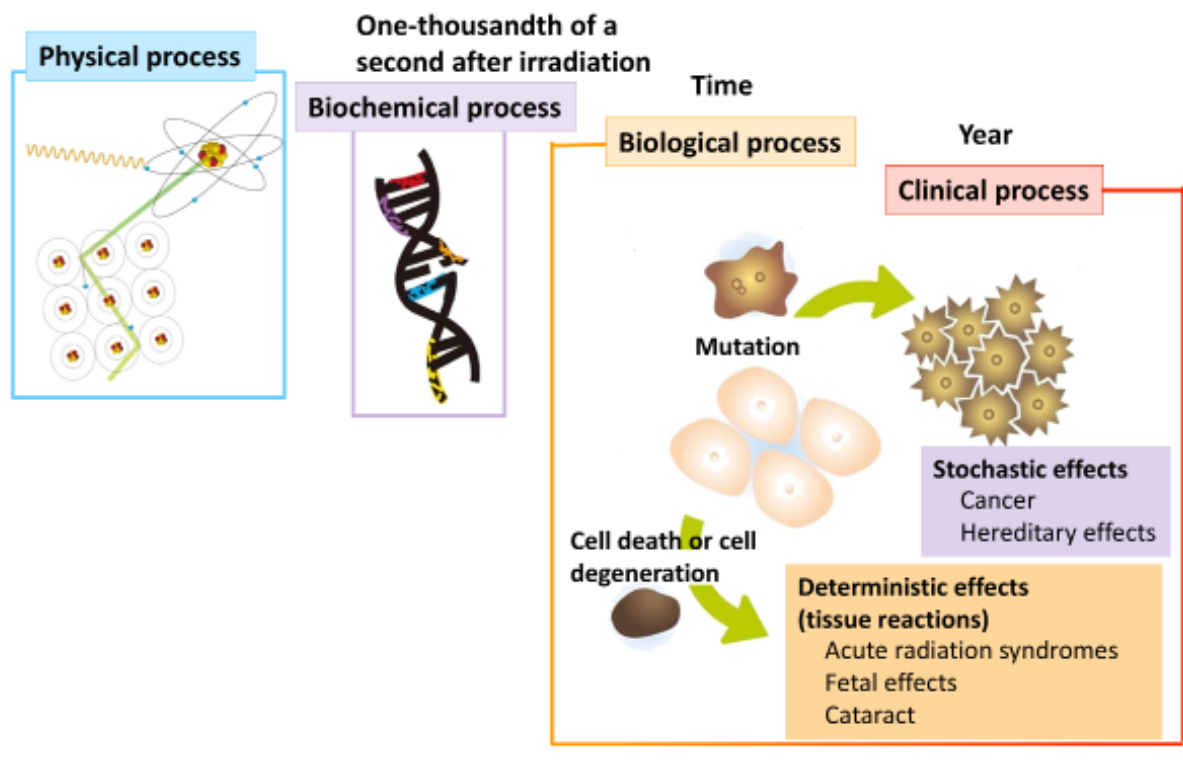 Physical process
One-thousandth of a
second after irradiation
Biochemical process
Time
Biological process
Year
Clinical process
Mutation
Stochastic effects
Cancer
Hereditary effects
Cell death or cell
degeneration
Deterministic effects
(tissue reactions)
Acute radiation syndromes
Fetal effects
Cataract